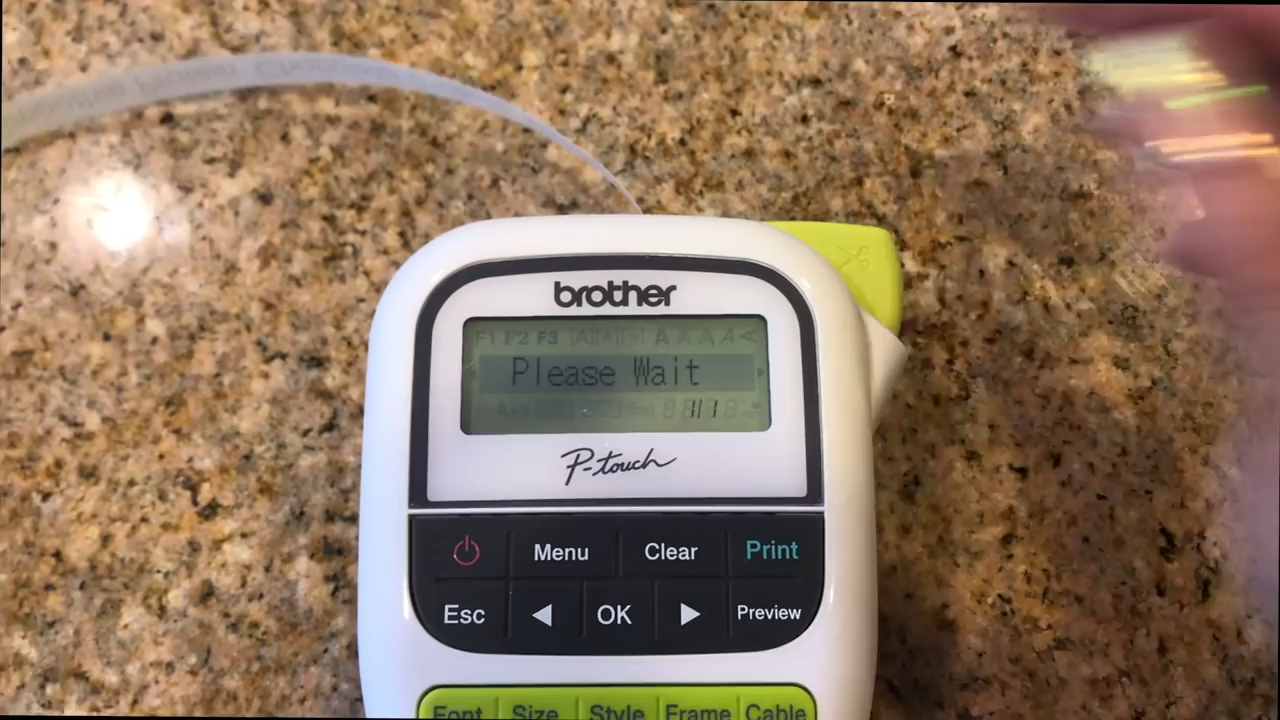 brother
F1 F2 F3 A A A A A
Please Wait
P-touch
Menu Clear Print
Esc OK Preview
Font Size Style Frame Cable